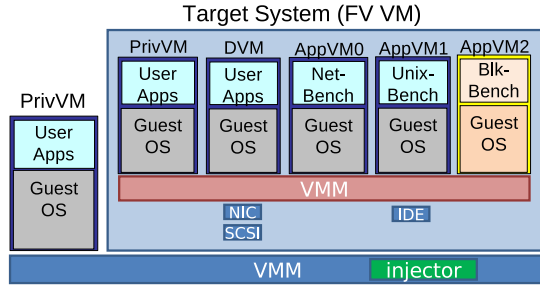 Target System (FV VM)
PrivVM
DVM
AppVM0
AppVM1
AppVM2
User
Apps
User
Apps
Net-
Bench
Unix-
Bench
Blk-
Bench
Guest
OS
Guest
OS
Guest
OS
Guest
OS
Guest
OS
PrivVM
User
Apps
Guest
OS
VMM
NIC
SCSI
IDE
VMM
injector